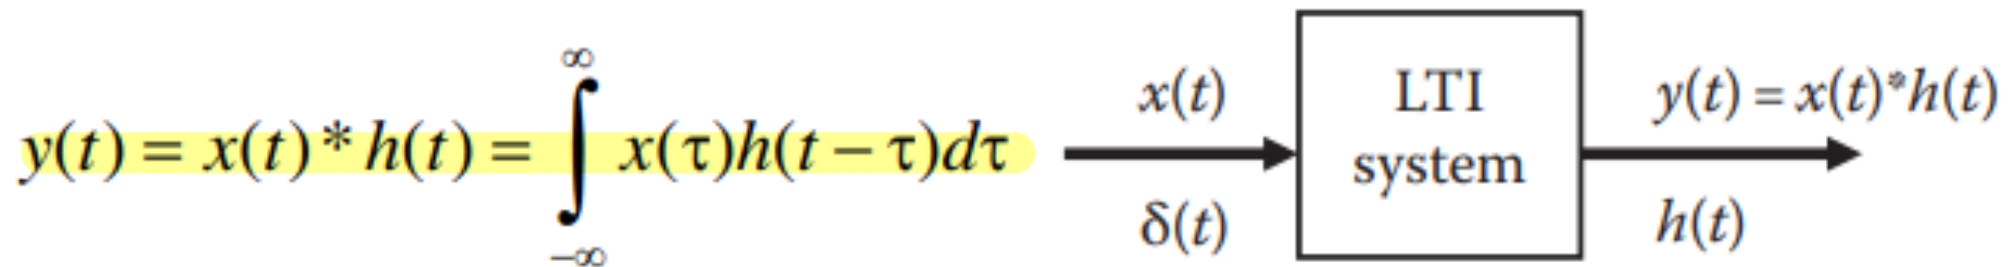 y(t) = x(t) * h(t) = ∫_{-∞}^{∞} x(τ)h(t − τ)dτ
x(t)
δ(t)
LTI
system
y(t) = x(t)*h(t)
h(t)